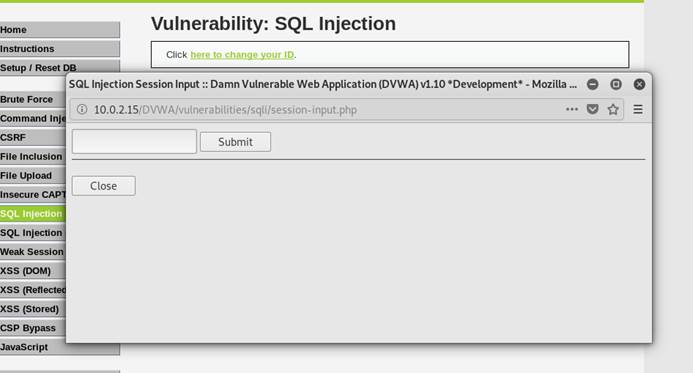 Vulnerability: SQL Injection
Home
Instructions
Setup / Reset DB
Click here to change your ID.
SQL Injection Session Input :: Damn Vulnerable Web Application (DVWA) v1.10 *Development* - Mozilla ...
10.0.2.15/DVWA/vulnerabilities/sqli/session-input.php
Submit
Close
Brute Force
Command Inje
CSRF
File Inclusion
File Upload
Insecure CAPT
SQL Injection
SQL Injection
Weak Session
XSS (DOM)
XSS (Reflected
XSS (Stored)
CSP Bypass
JavaScript